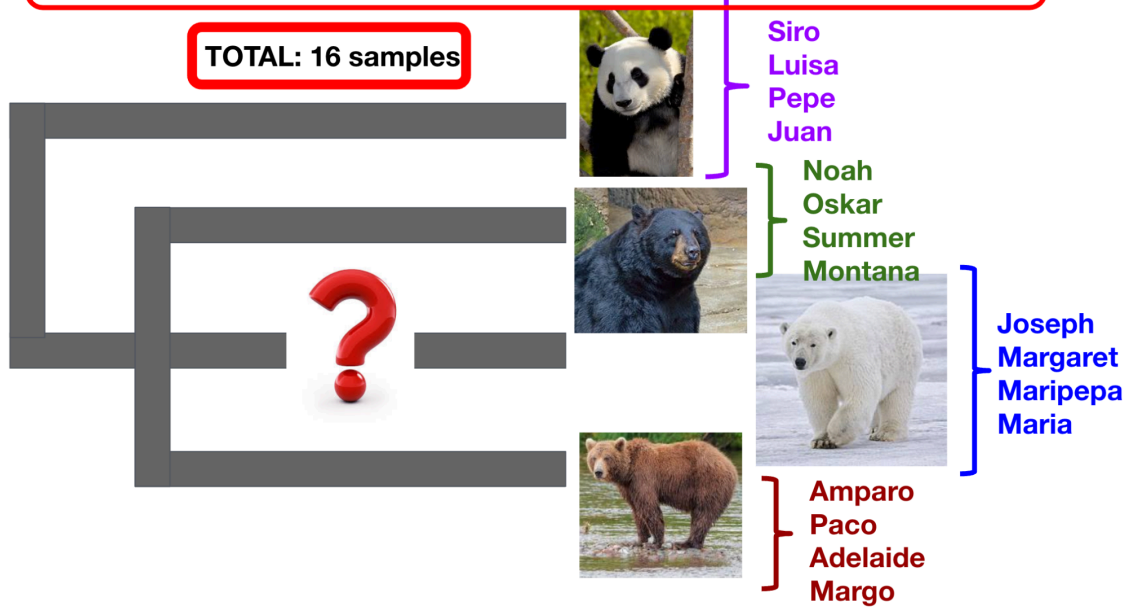 TOTAL: 16 samples
Siro
Luisa
Pepe
Juan
Noah
Oskar
Summer
Montana
Joseph
Margaret
Maripepa
Maria
Amparo
Paco
Adelaide
Margo